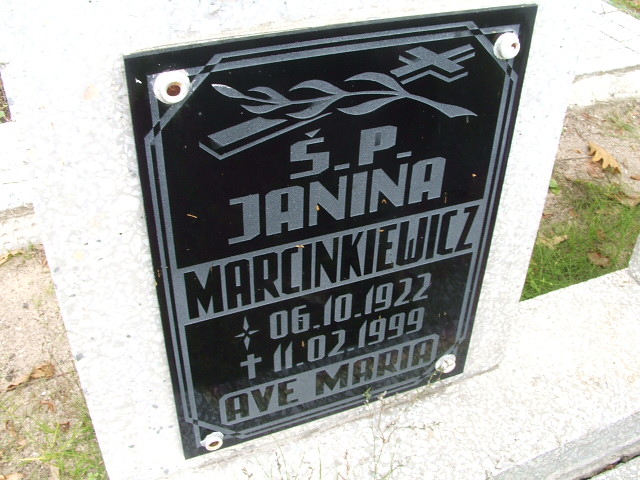 Ś.P.
JANINA
MARCINKIEWICZ
06.10.1922
11.02.1999
AVE MARIA